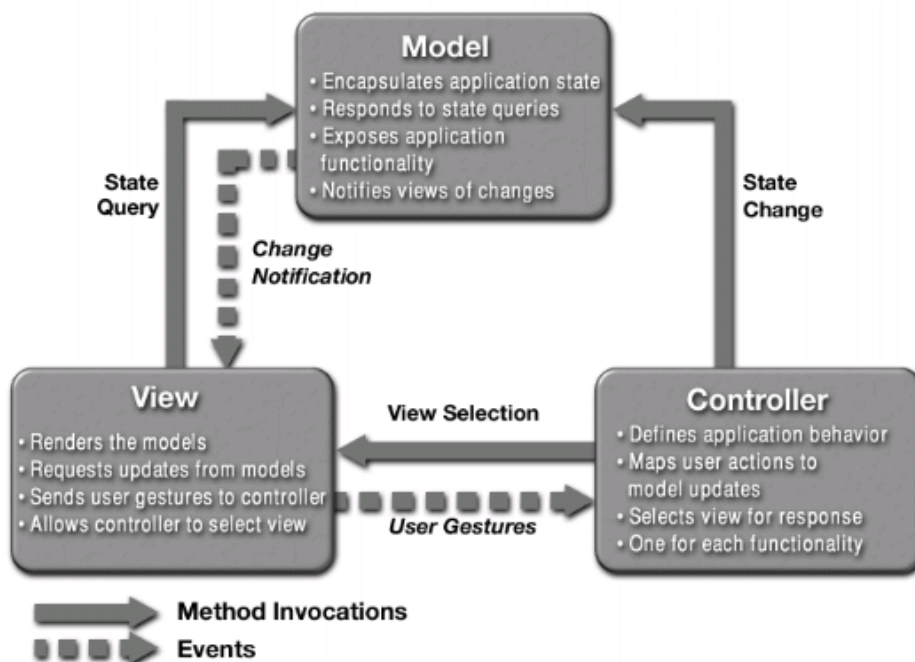 Model
• Encapsulates application state
• Responds to state queries
• Exposes application
functionality
• Notifies views of changes
State
Query
Change
Notification
State
Change
View
• Renders the models
• Requests updates from models
• Sends user gestures to controller
• Allows controller to select view
View Selection
User Gestures
Controller
• Defines application behavior
• Maps user actions to
model updates
• Selects view for response
• One for each functionality
Method Invocations
Events